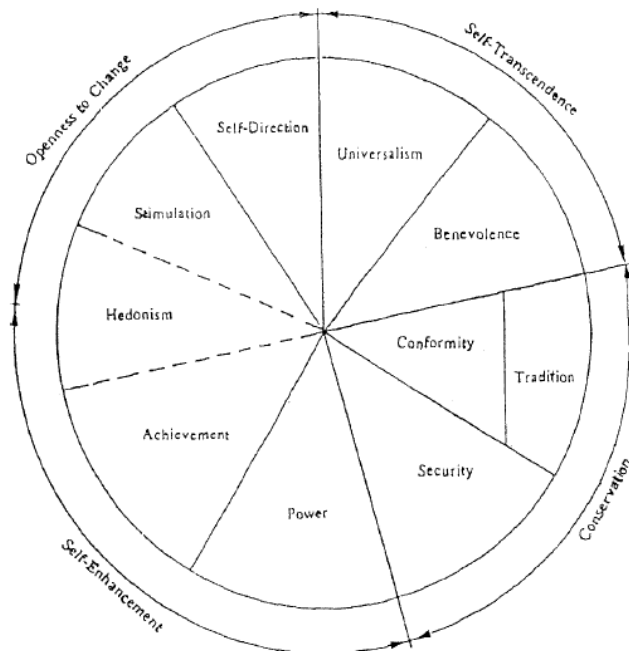 Openness to Change
Self-Transcendence
Self-Direction
Universalism
Stimulation
Benevolence
Hedonism
Conformity
Tradition
Achievement
Security
Power
Self-Enhancement
Conservation